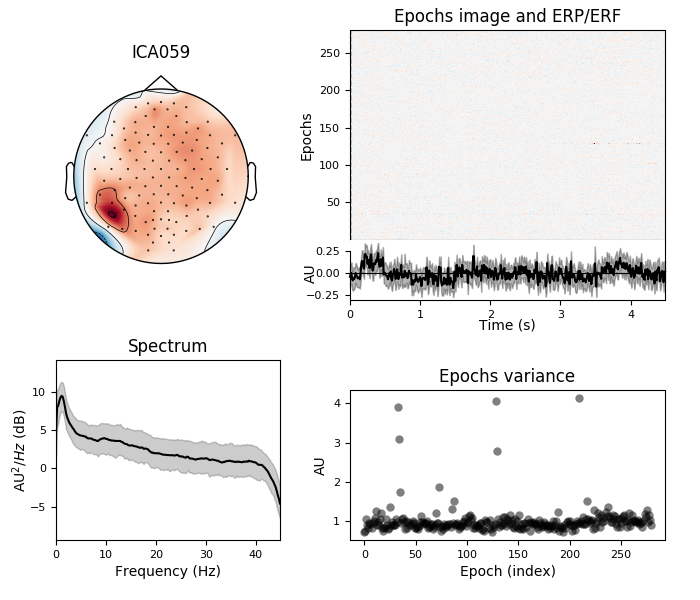 ICA059
Epochs image and ERP/ERF
Epochs
250
200
150
100
50
AU
0.25
0.00
−0.25
0
1
2
3
4
Time (s)
Spectrum
AU²/Hz (dB)
10
5
0
−5
0
10
20
30
40
Frequency (Hz)
Epochs variance
AU
4
3
2
1
0
50
100
150
200
250
Epoch (index)